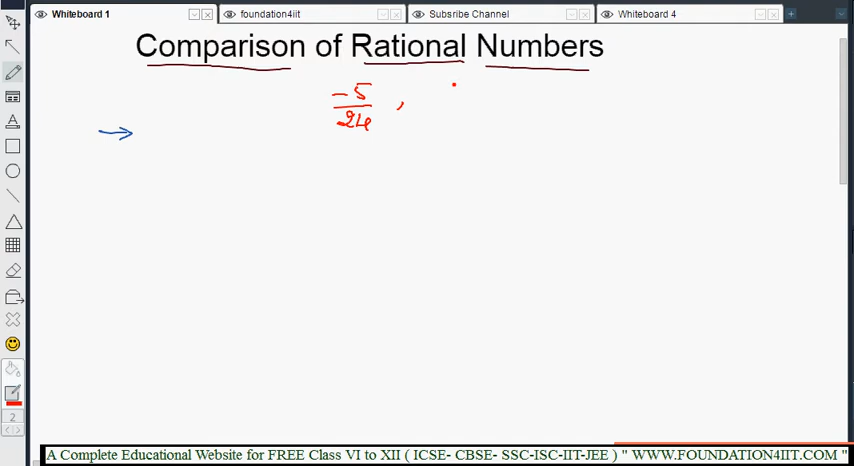 Whiteboard 1
foundation4iit
Subsribe Channel
Whiteboard 4
Comparison of Rational Numbers
-5
24
,
2
A Complete Educational Website for FREE Class VI to XII ( ICSE- CBSE- SSC-ISC-IIT-JEE ) " WWW.FOUNDATION4IIT.COM "